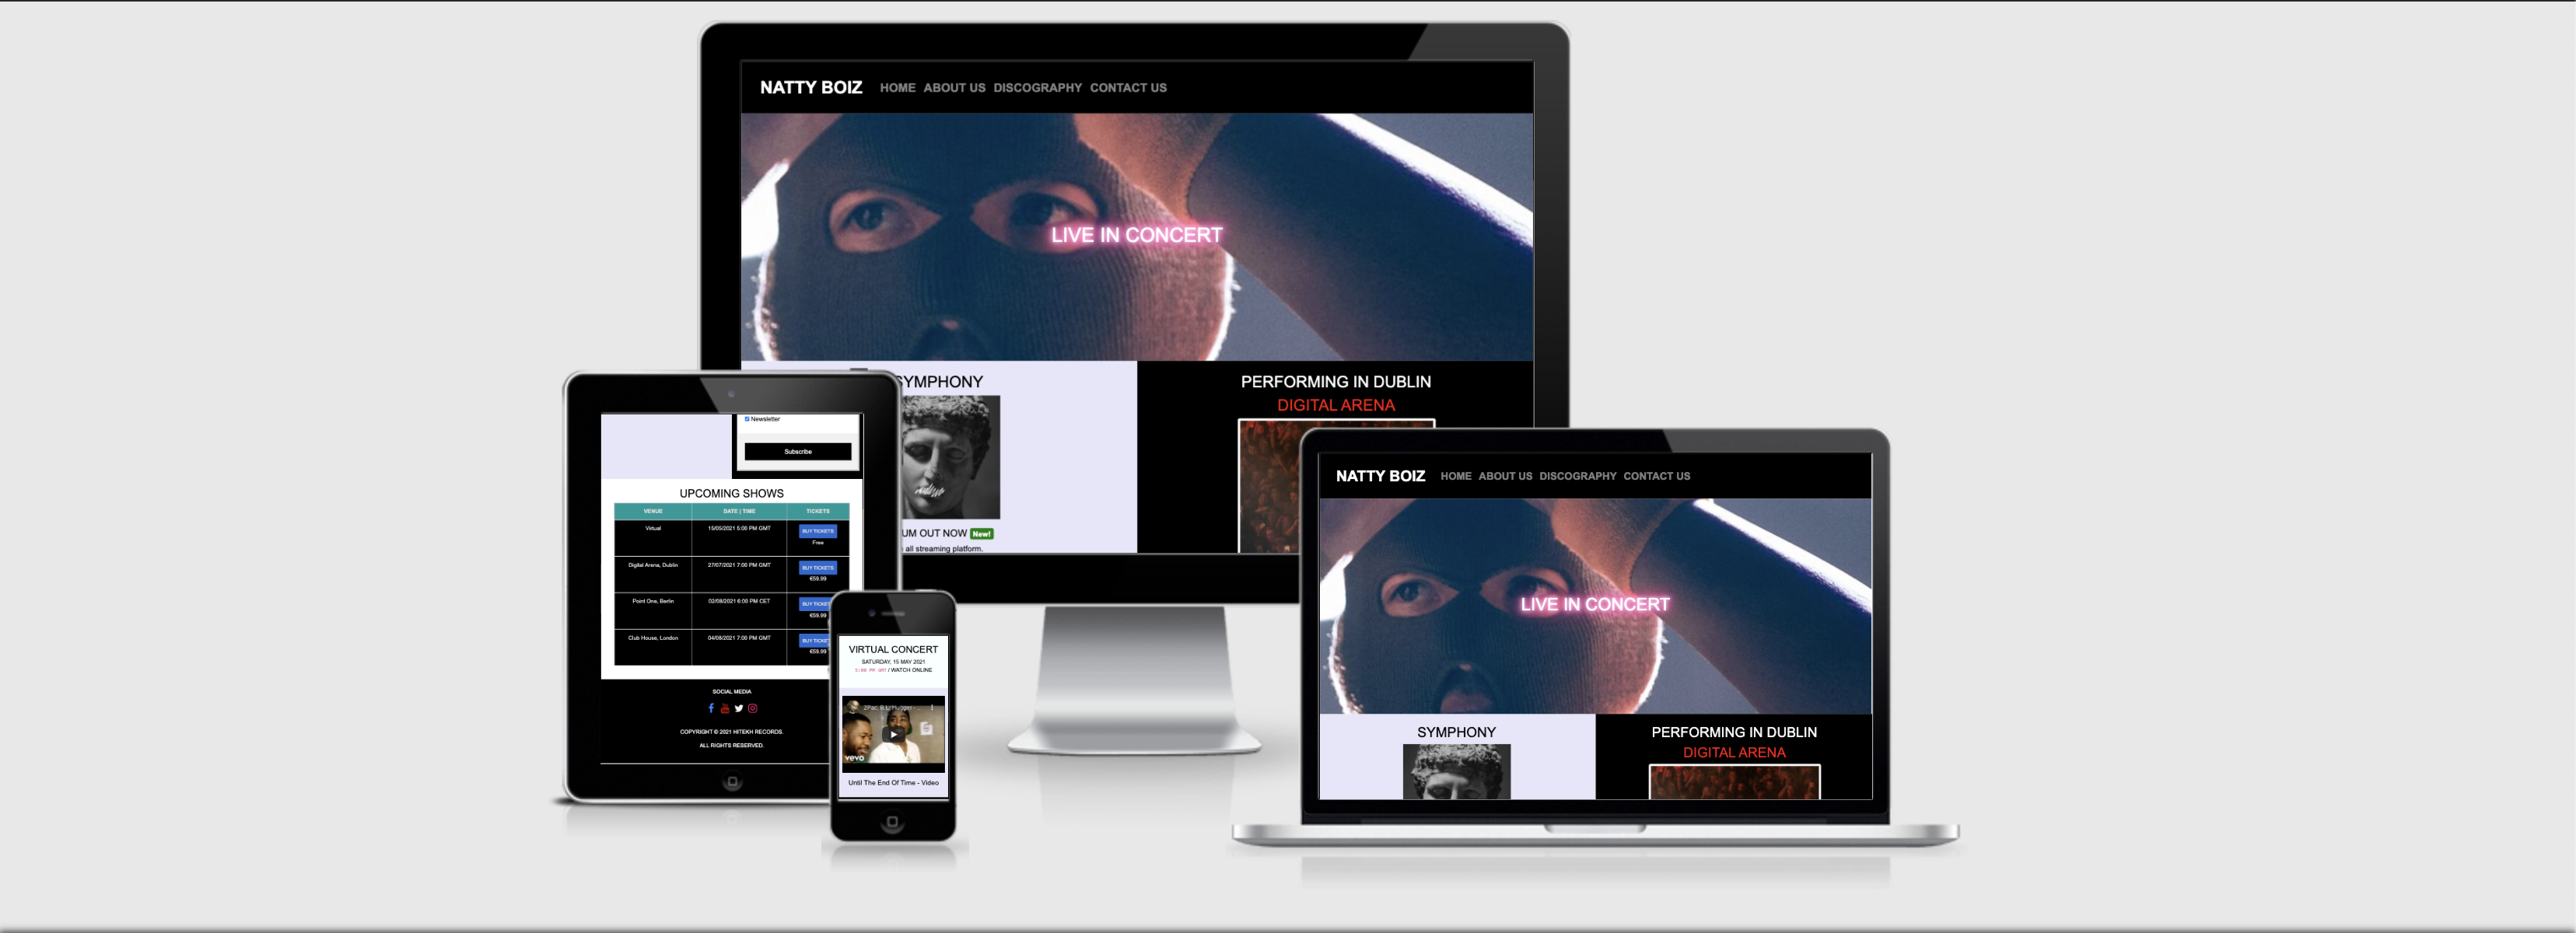 NATTY BOIZ HOME ABOUT US DISCOGRAPHY CONTACT US
LIVE IN CONCERT
SYMPHONY
UM OUT NOW New!
all streaming platform.
PERFORMING IN DUBLIN
DIGITAL ARENA
Newsletter
Subscribe
UPCOMING SHOWS
VENUE DATE | TIME TICKETS
Virtual 15/05/2021 5:00 PM GMT BUY TICKETS
Free
Digital Arena, Dublin 27/07/2021 7:00 PM GMT BUY TICKETS
€59.99
Point One, Berlin 02/08/2021 6:00 PM CET BUY TICKET
€59.99
Club House, London 04/08/2021 7:00 PM GMT BUY TICKET
€59.99
SOCIAL MEDIA
COPYRIGHT © 2021 HITEKH RECORDS.
ALL RIGHTS RESERVED.
VIRTUAL CONCERT
SATURDAY, 15 MAY 2021
5:00 PM GMT / WATCH ONLINE
2Pac
vevo
Until The End Of Time - Video
NATTY BOIZ HOME ABOUT US DISCOGRAPHY CONTACT US
LIVE IN CONCERT
SYMPHONY
PERFORMING IN DUBLIN
DIGITAL ARENA